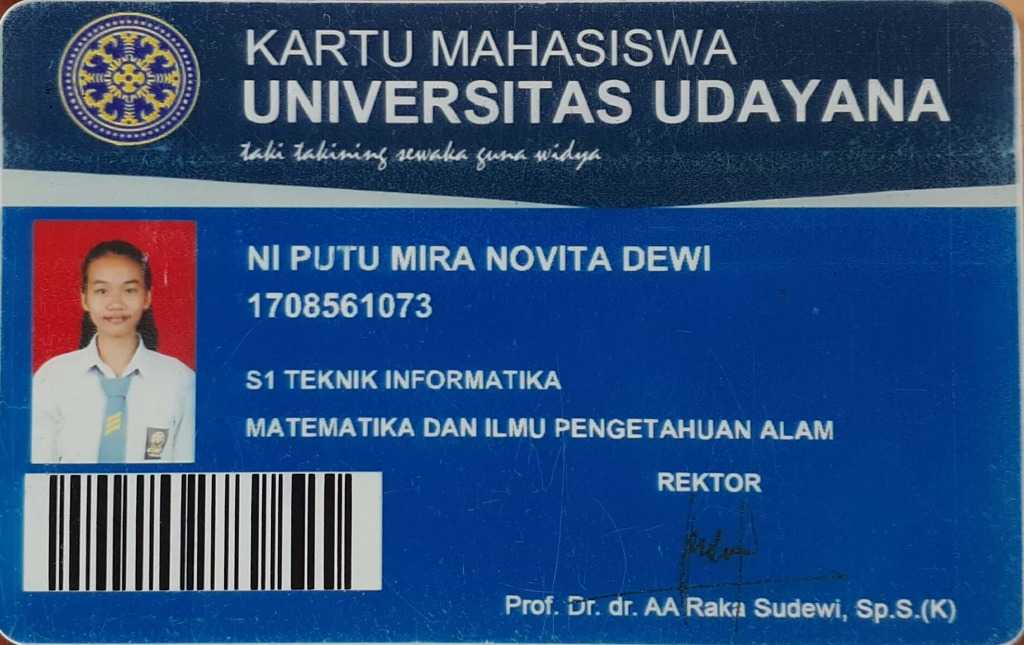 KARTU MAHASISWA
UNIVERSITAS UDAYANA
taki takining sewaka guna widya
NI PUTU MIRA NOVITA DEWI
1708561073
S1 TEKNIK INFORMATIKA
MATEMATIKA DAN ILMU PENGETAHUAN ALAM
REKTOR
Prof. Dr. dr. AA Raka Sudewi, Sp.S.(K)